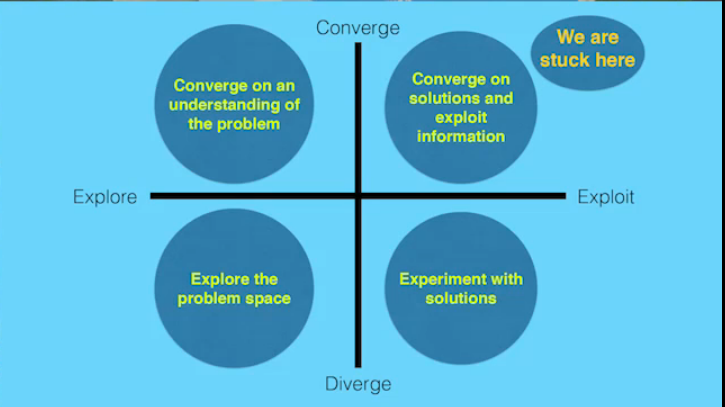 Converge
We are
stuck here
Converge on an
understanding of
the problem
Converge on
solutions and
exploit
information
Explore
Exploit
Explore the
problem space
Experiment with
solutions
Diverge